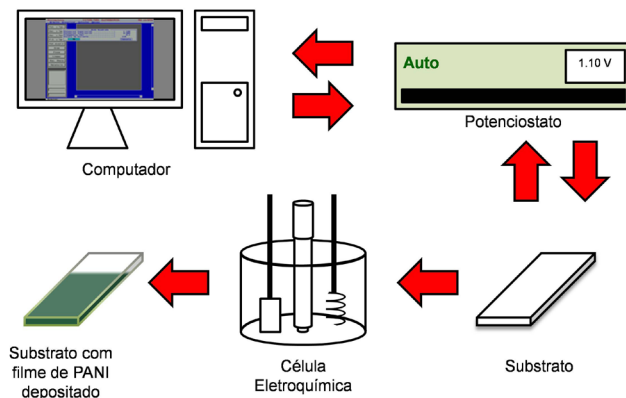 Auto
1.10 V
Potenciostato
Computador
Substrato com
filme de PANI
depositado
Célula
Eletroquímica
Substrato